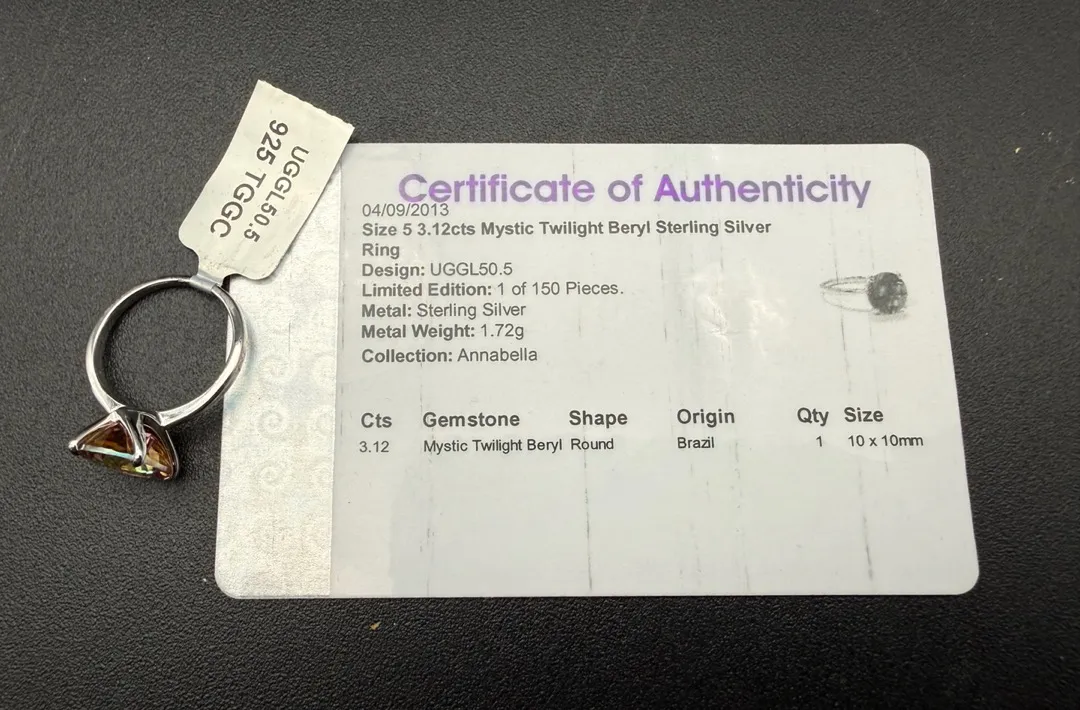 UGGL50.5
925 TGGC
Certificate of Authenticity
04/09/2013
Size 5 3.12cts Mystic Twilight Beryl Sterling Silver
Ring
Design: UGGL50.5
Limited Edition: 1 of 150 Pieces.
Metal: Sterling Silver
Metal Weight: 1.72g
Collection: Annabella
Cts Gemstone Shape Origin Qty Size
3.12 Mystic Twilight Beryl Round Brazil 1 10 x 10mm